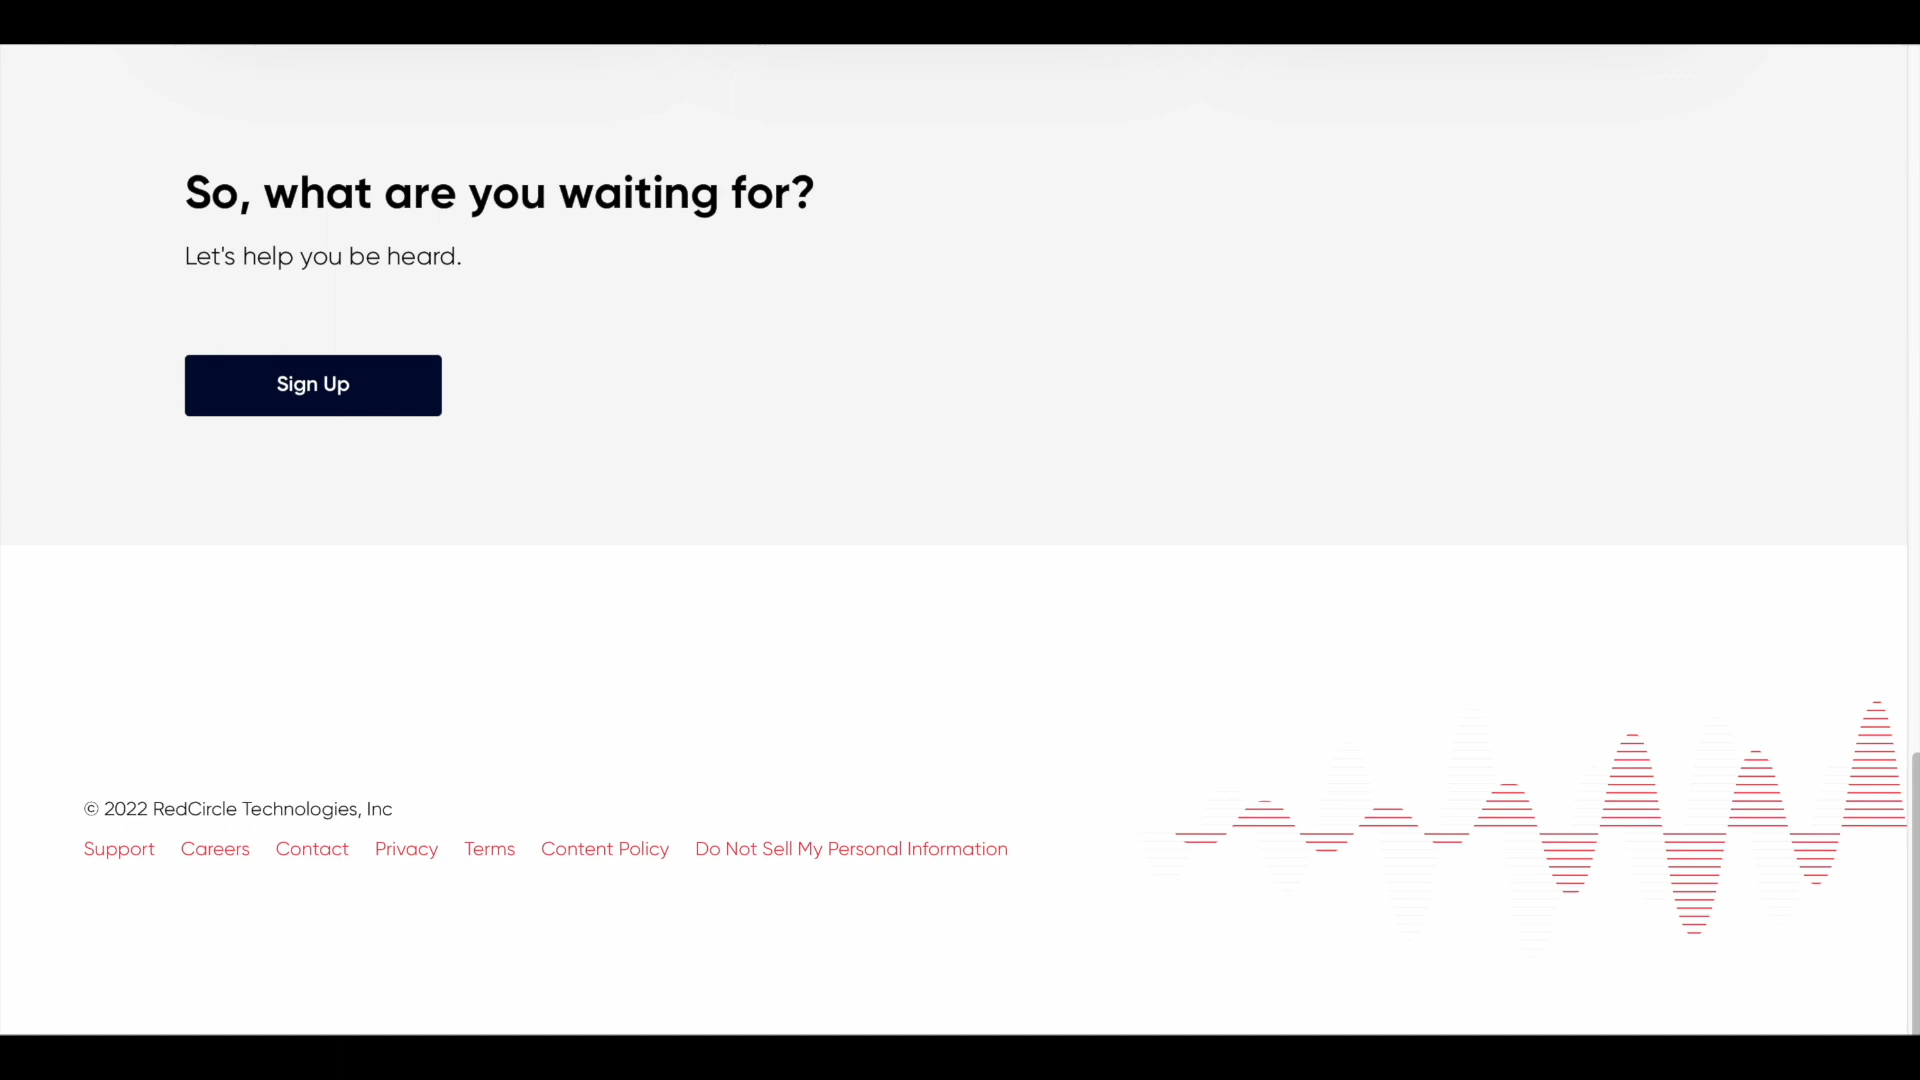 So, what are you waiting for?
Let's help you be heard.
Sign Up
© 2022 RedCircle Technologies, Inc
Support Careers Contact Privacy Terms Content Policy Do Not Sell My Personal Information